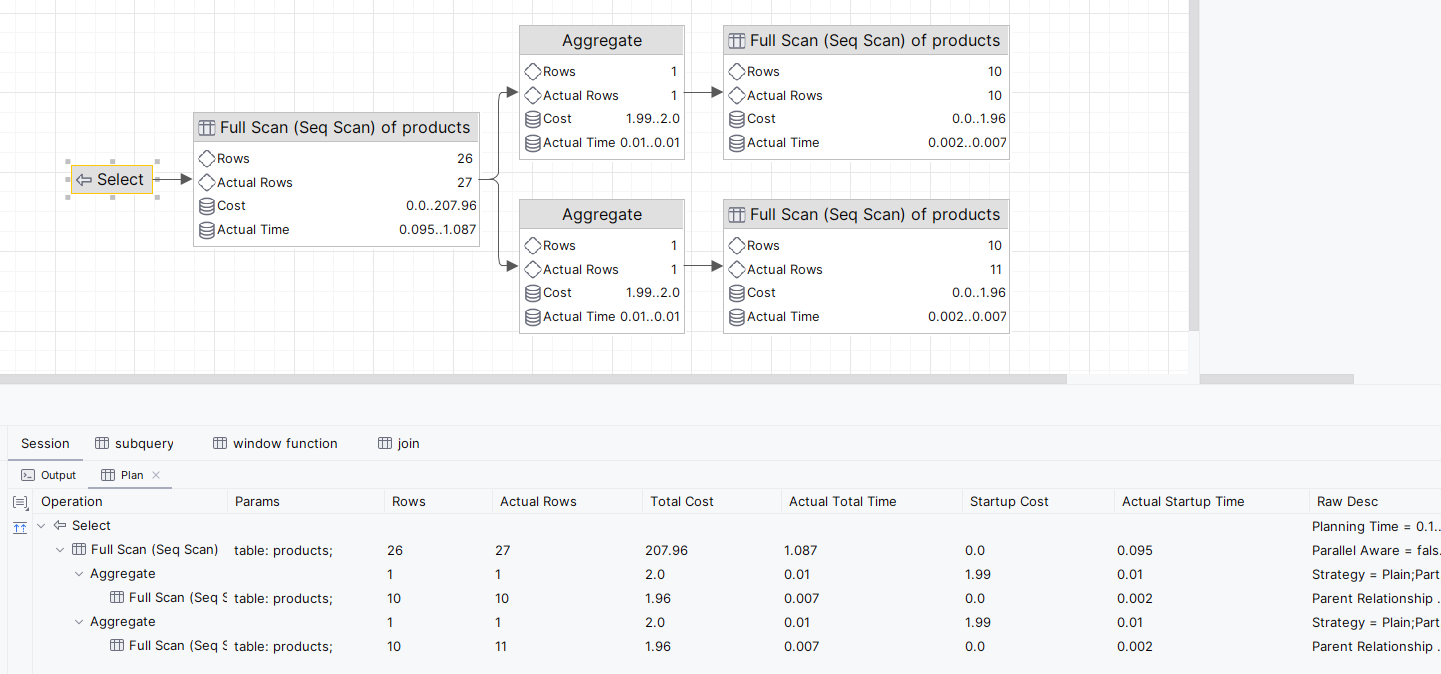 Select
Full Scan (Seq Scan) of products
Rows 26
Actual Rows 27
Cost 0.0..207.96
Actual Time 0.095..1.087
Aggregate
Rows 1
Actual Rows 1
Cost 1.99..2.0
Actual Time 0.01..0.01
Full Scan (Seq Scan) of products
Rows 10
Actual Rows 10
Cost 0.0..1.96
Actual Time 0.002..0.007
Aggregate
Rows 1
Actual Rows 1
Cost 1.99..2.0
Actual Time 0.01..0.01
Full Scan (Seq Scan) of products
Rows 10
Actual Rows 11
Cost 0.0..1.96
Actual Time 0.002..0.007
Session subquery window function join
Output Plan
Operation Params Rows Actual Rows Total Cost Actual Total Time Startup Cost Actual Startup Time Raw Desc
Select Planning Time = 0.1..
Full Scan (Seq Scan) table: products; 26 27 207.96 1.087 0.0 0.095 Parallel Aware = fals.
Aggregate 1 1 2.0 0.01 1.99 0.01 Strategy = Plain;Part
Full Scan (Seq S table: products; 10 10 1.96 0.007 0.0 0.002 Parent Relationship .
Aggregate 1 1 2.0 0.01 1.99 0.01 Strategy = Plain;Part
Full Scan (Seq S table: products; 10 11 1.96 0.007 0.0 0.002 Parent Relationship .